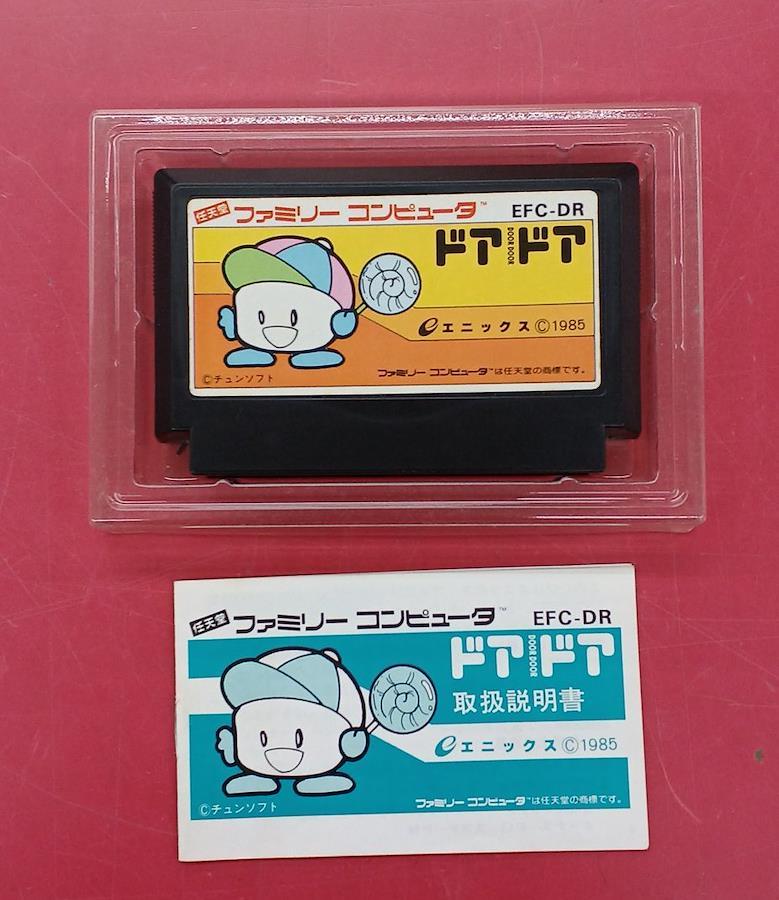 任天堂 ファミリー コンピュータ™ EFC-DR
ドアドア
DOOR DOOR
eエニックス©1985
©チュンソフト
ファミリー コンピュータ™は任天堂の商標です。
任天堂 ファミリー コンピュータ™ EFC-DR
ドアドア
DOOR DOOR
取扱説明書
eエニックス©1985
©チュンソフト
ファミリー コンピュータ™は任天堂の商標です。